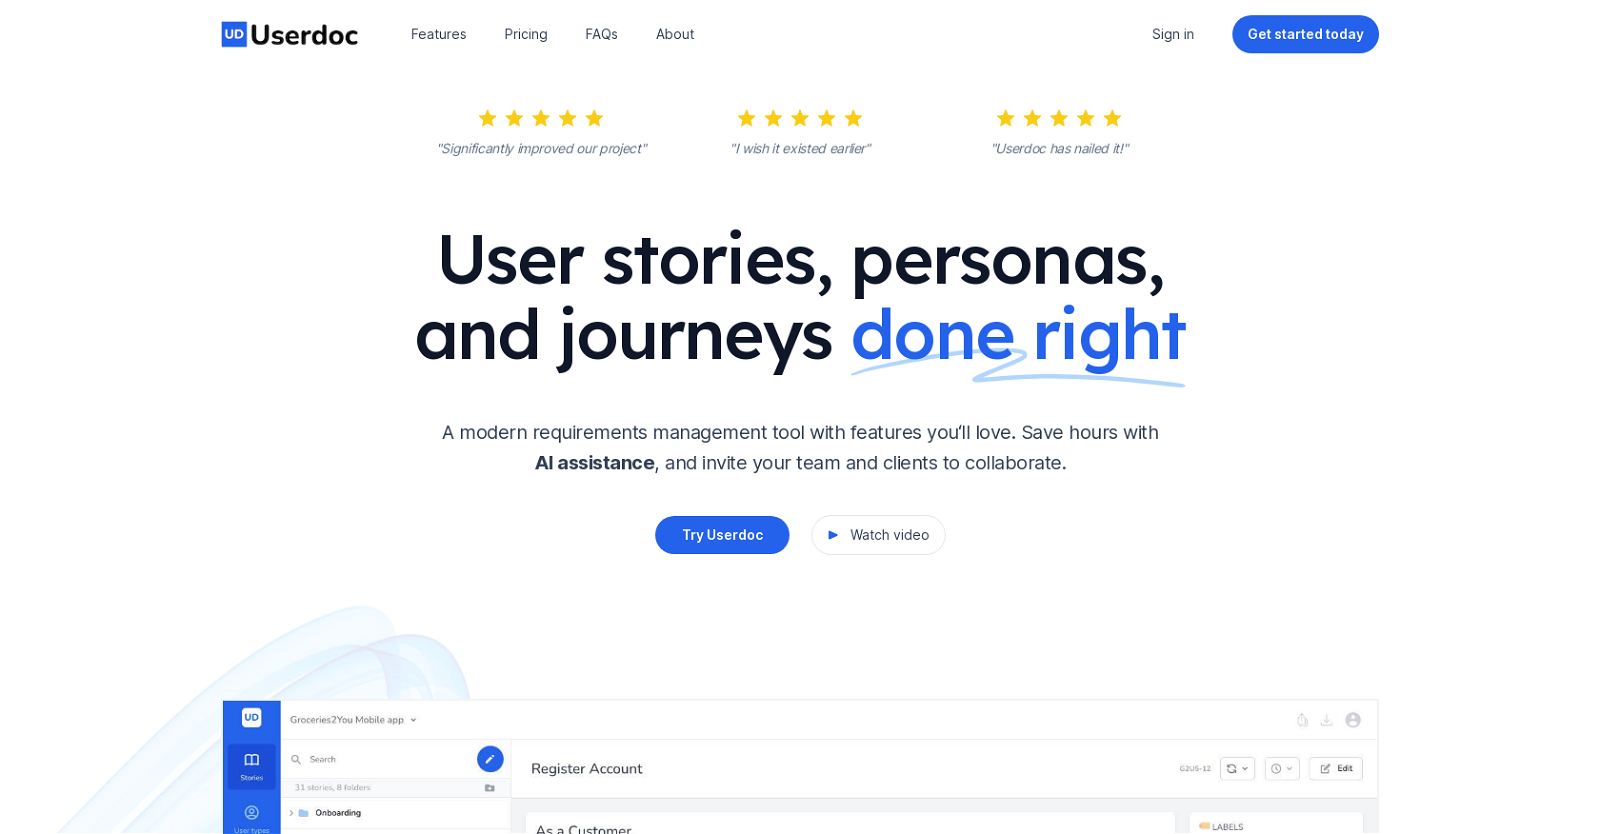 UD Userdoc
Features
Pricing
FAQs
About
Sign in
Get started today
"Significantly improved our project"
"I wish it existed earlier"
"Userdoc has nailed it!"
User stories, personas,
and journeys done right
A modern requirements management tool with features you'll love. Save hours with
AI assistance, and invite your team and clients to collaborate.
Try Userdoc
Watch video
UD
Groceries2You Mobile app
Stories
Search
31 stories, 8 folders
Onboarding
User types
Register Account
G2US-12
Edit
As a Customer
LABELS